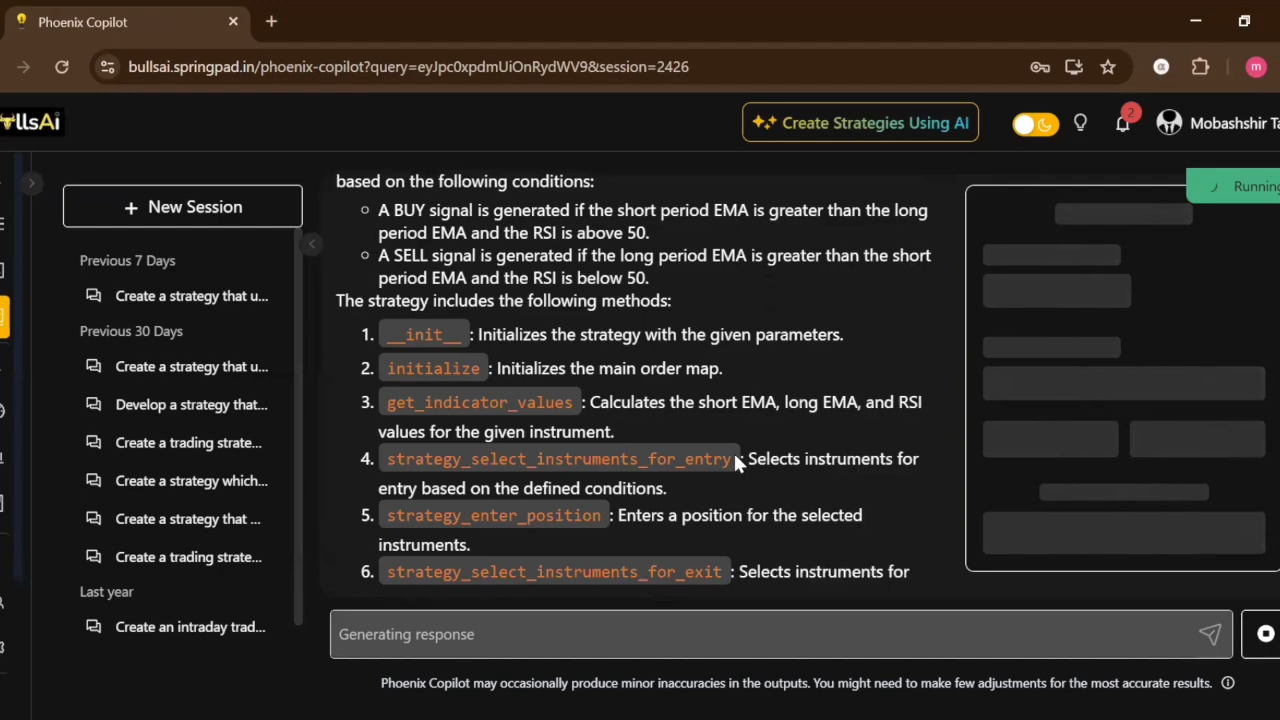 Phoenix Copilot
bullsai.springpad.in/phoenix-copilot?query=eyJpc0xpdmUiOnRydWV9&session=2426
m
llsAi
Create Strategies Using AI
2
Mobashshir Ta
Running
New Session
Previous 7 Days
Create a strategy that u...
Previous 30 Days
Create a strategy that u...
Develop a strategy that...
Create a trading strate...
Create a strategy which...
Create a strategy that ...
Create a trading strate...
Last year
Create an intraday trad...
based on the following conditions:
A BUY signal is generated if the short period EMA is greater than the long
period EMA and the RSI is above 50.
A SELL signal is generated if the long period EMA is greater than the short
period EMA and the RSI is below 50.
The strategy includes the following methods:
1. __init__ : Initializes the strategy with the given parameters.
2. initialize : Initializes the main order map.
3. get_indicator_values : Calculates the short EMA, long EMA, and RSI
values for the given instrument.
4. strategy_select_instruments_for_entry : Selects instruments for
entry based on the defined conditions.
5. strategy_enter_position : Enters a position for the selected
instruments.
6. strategy_select_instruments_for_exit : Selects instruments for
Generating response
Phoenix Copilot may occasionally produce minor inaccuracies in the outputs. You might need to make few adjustments for the most accurate results.